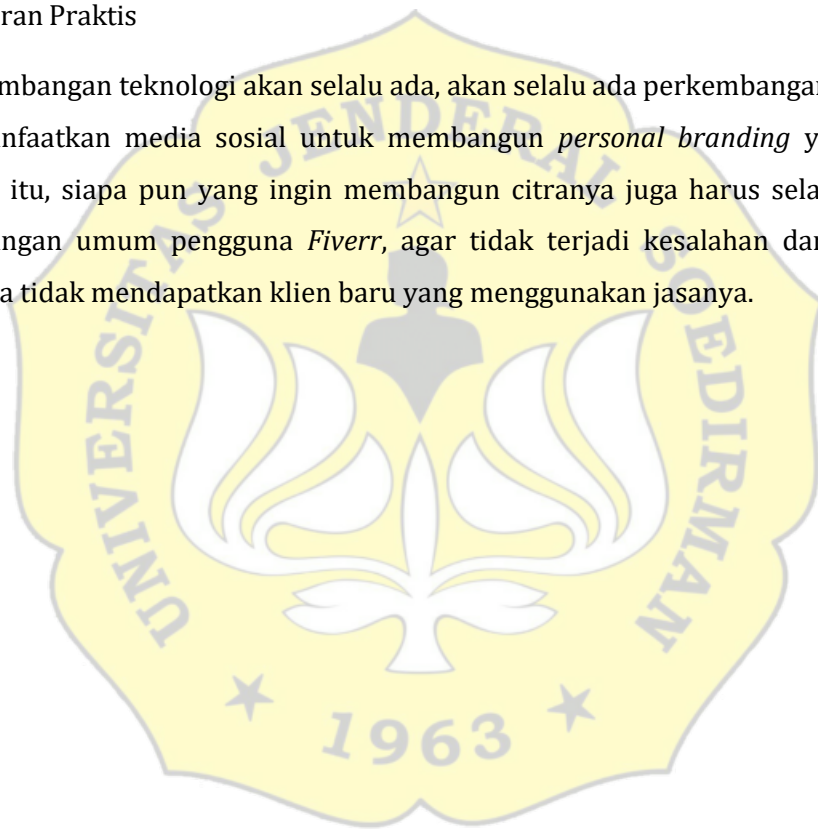 ran Praktis
mbangan teknologi akan selalu ada, akan selalu ada perkembangan
nfaatkan media sosial untuk membangun personal branding y
itu, siapa pun yang ingin membangun citranya juga harus sela
ngan umum pengguna Fiverr, agar tidak terjadi kesalahan dan
a tidak mendapatkan klien baru yang menggunakan jasanya.
UNIVERSITAS JENDERAL SOEDIRMAN
1963